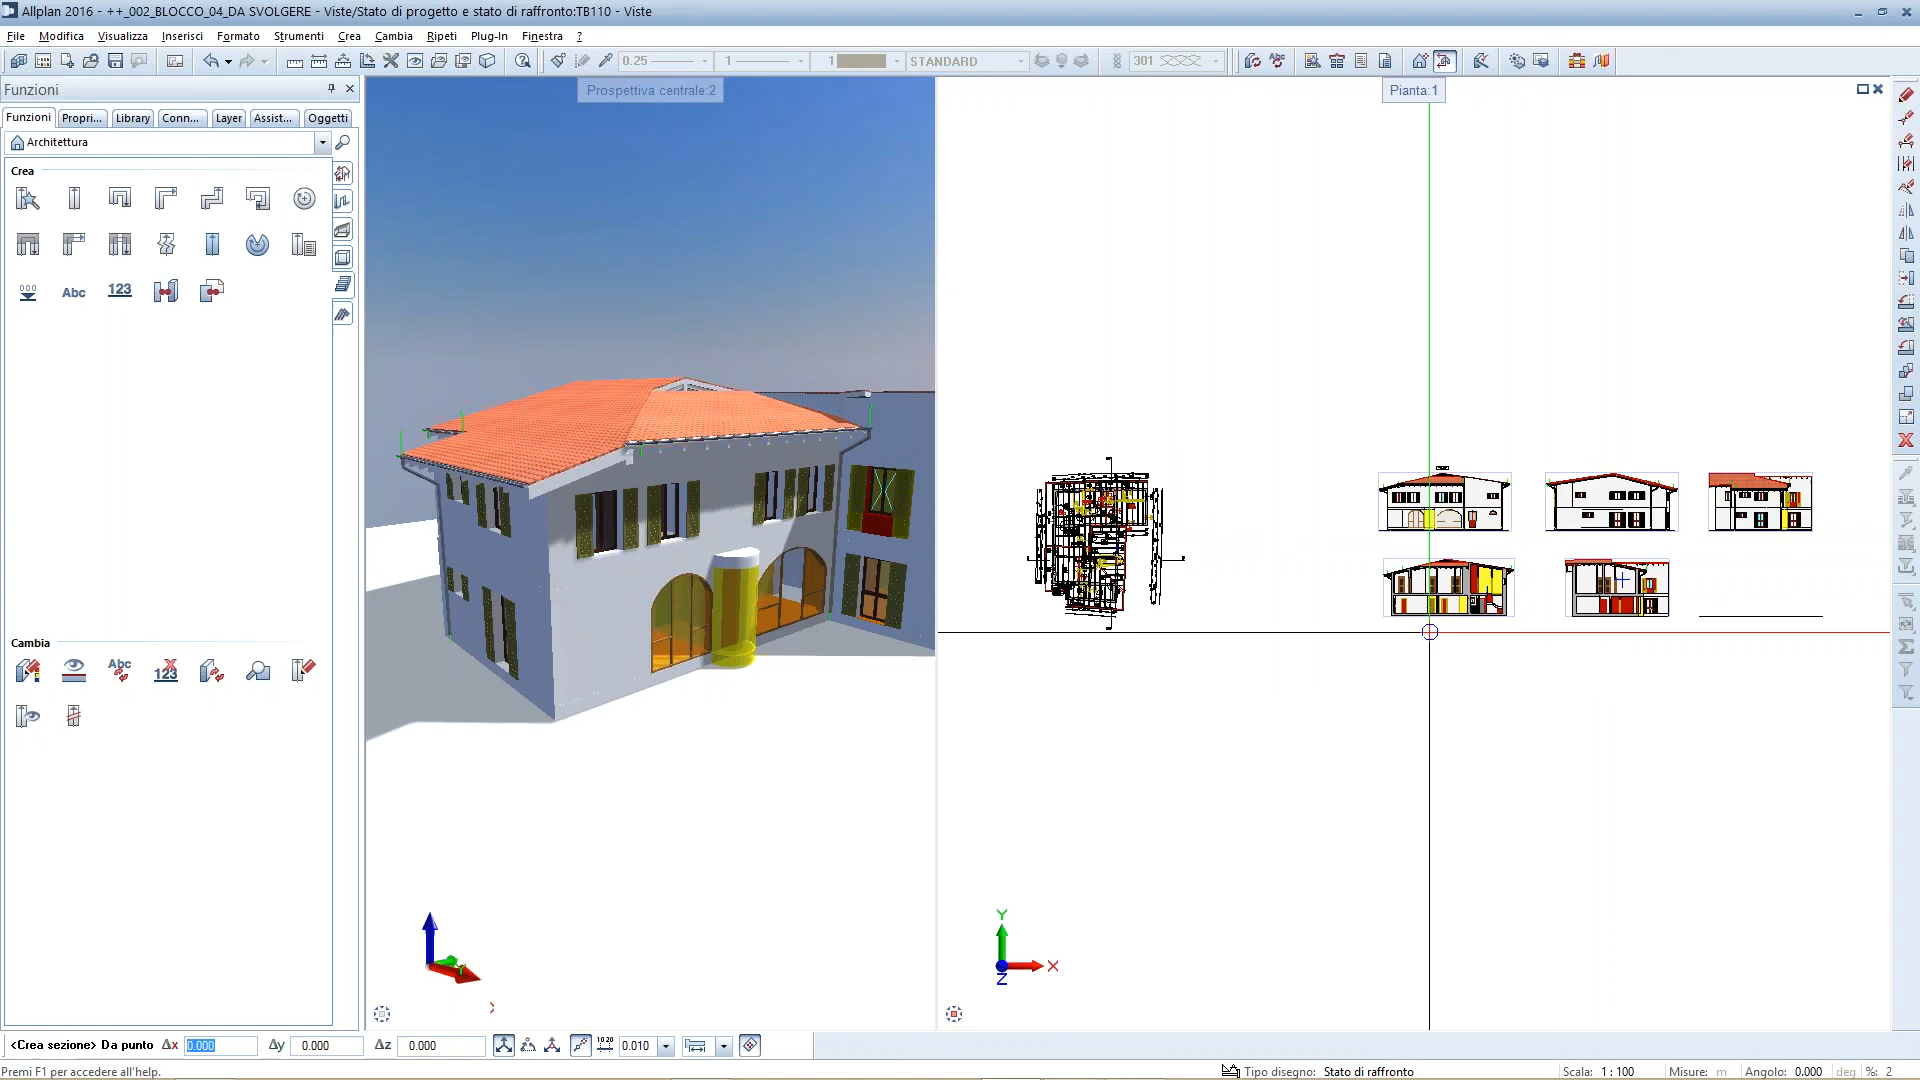 Allplan 2016 - ++_002_BLOCCO_04_DA SVOLGERE - Viste/Stato di progetto e stato di raffronto:TB110 - Viste
File Modifica Visualizza Inserisci Formato Strumenti Crea Cambia Ripeti Plug-In Finestra ?
0.25 1 1 STANDARD 301
Funzioni
Prospettiva centrale:2
Pianta:1
Funzioni Propri... Library Conn... Layer Assist... Oggetti
Architettura
Crea
Abc 123
Cambia
Abc 123
Y
X
Z
<Crea sezione> Da punto Δx 0.000 Δy 0.000 Δz 0.000 10 20 0.010
Premi F1 per accedere all'help.
Tipo disegno: Stato di raffronto Scala: 1 : 100 Misure: m Angolo: 0.000 deg %: 2